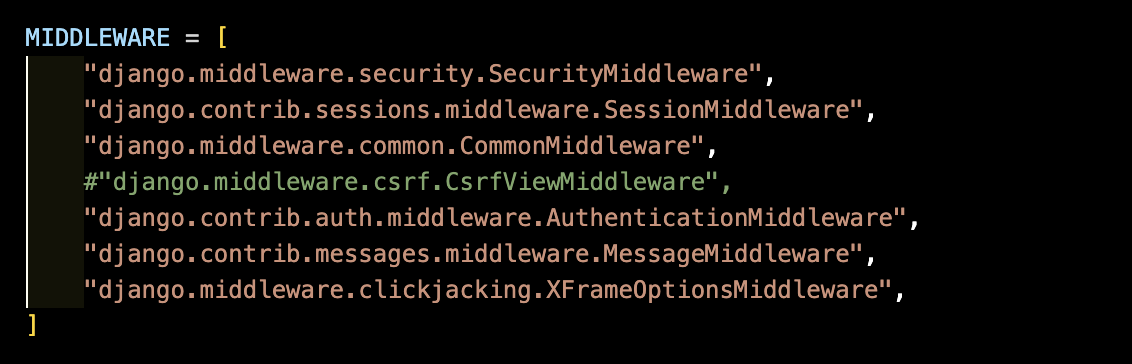 MIDDLEWARE = [
    "django.middleware.security.SecurityMiddleware",
    "django.contrib.sessions.middleware.SessionMiddleware",
    "django.middleware.common.CommonMiddleware",
    #"django.middleware.csrf.CsrfViewMiddleware",
    "django.contrib.auth.middleware.AuthenticationMiddleware",
    "django.contrib.messages.middleware.MessageMiddleware",
    "django.middleware.clickjacking.XFrameOptionsMiddleware",
]